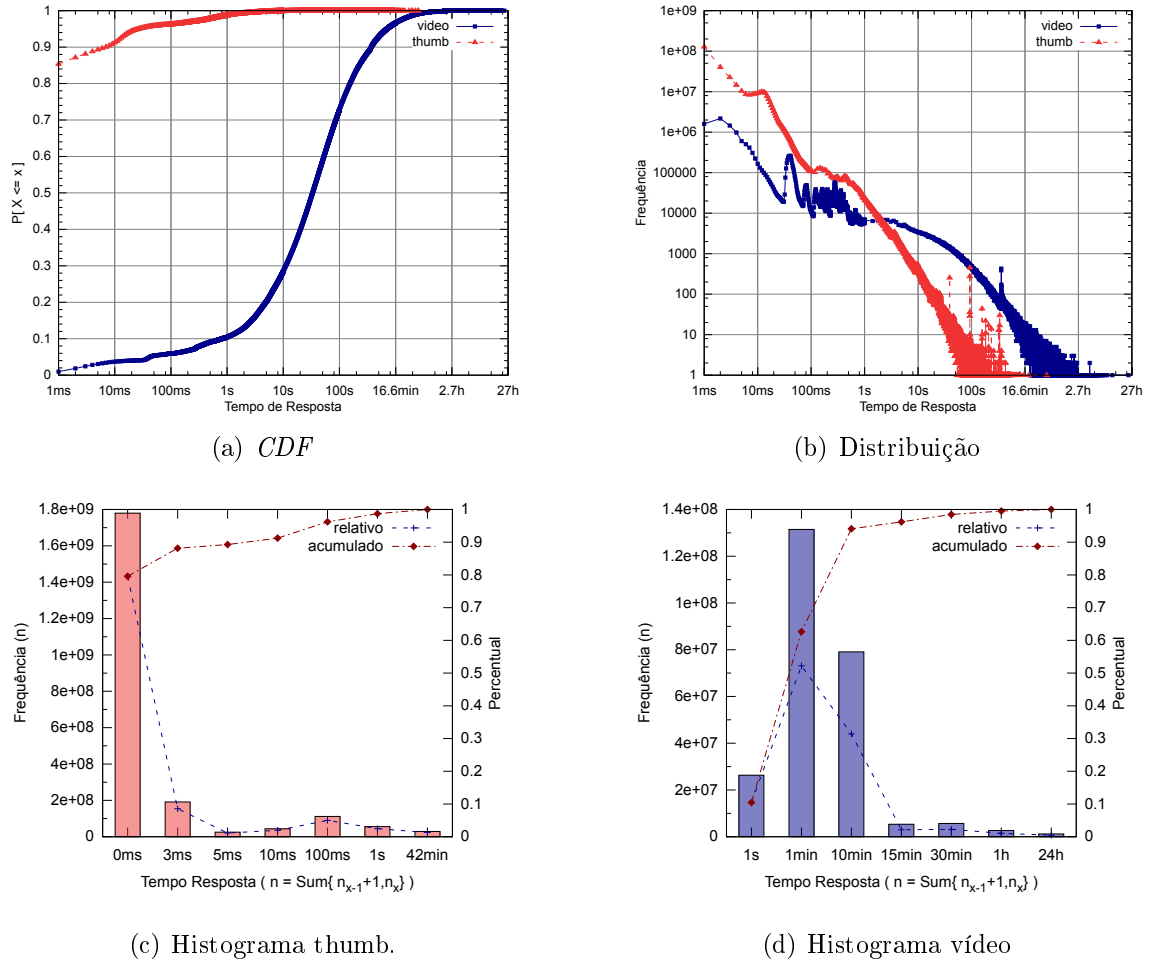 1
0.9
0.8
0.7
0.6
0.5
0.4
0.3
0.2
0.1
0
P[ X <= x ]
video
thumb
1ms 10ms 100ms 1s 10s 100s 16.6min 2.7h 27h
Tempo de Resposta
(a) CDF
1e+09
1e+08
1e+07
1e+06
100000
10000
1000
100
10
1
Frequência
video
thumb
1ms 10ms 100ms 1s 10s 100s 16.6min 2.7h 27h
Tempo de Resposta
(b) Distribuição
1.8e+09
1.6e+09
1.4e+09
1.2e+09
1e+09
8e+08
6e+08
4e+08
2e+08
0
Frequência (n)
relativo
acumulado
1
0.9
0.8
0.7
0.6
0.5
0.4
0.3
0.2
0.1
0
Percentual
0ms 3ms 5ms 10ms 100ms 1s 42min
Tempo Resposta ( n = Sum{ n_{x-1}+1,n_x} )
(c) Histograma thumb.
1.4e+08
1.2e+08
1e+08
8e+07
6e+07
4e+07
2e+07
0
Frequência (n)
relativo
acumulado
1
0.9
0.8
0.7
0.6
0.5
0.4
0.3
0.2
0.1
0
Percentual
1s 1min 10min 15min 30min 1h 24h
Tempo Resposta ( n = Sum{ n_{x-1}+1,n_x} )
(d) Histograma vídeo